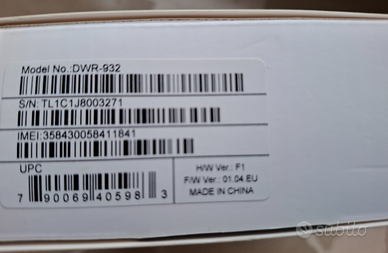 Model No.:DWR-932
S/N: TL1C1J8003271
IMEI:358430058411841
UPC
7 90069 40598 3
H/W Ver.: F1
F/W Ver.: 01.04.EU
MADE IN CHINA
subito